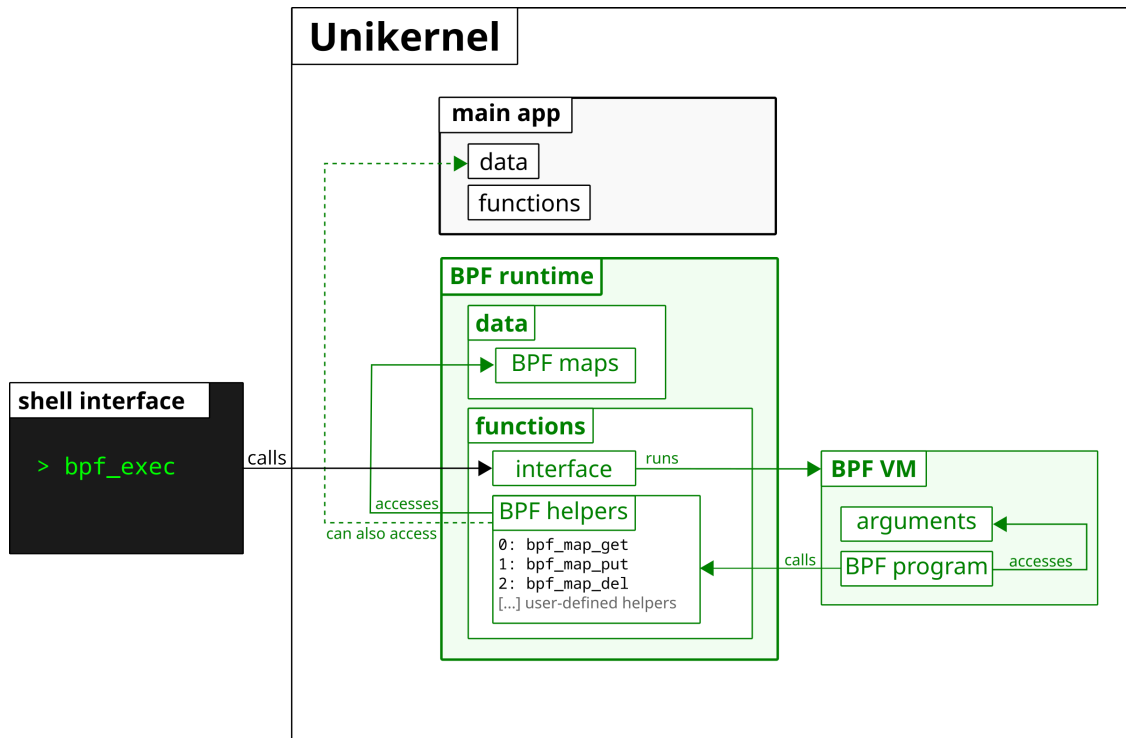 Unikernel
main app
data
functions
BPF runtime
data
BPF maps
shell interface
> bpf_exec
calls
functions
interface
runs
BPF VM
accesses
can also access
BPF helpers
0: bpf_map_get
1: bpf_map_put
2: bpf_map_del
[...] user-defined helpers
calls
arguments
BPF program
accesses